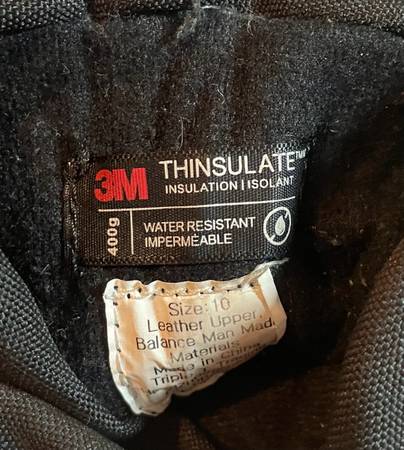 3M THINSULATE™
INSULATION | ISOLANT
400g
WATER RESISTANT
IMPERMÉABLE
Size:10
Leather Upper,
Balance Man Made
Materials
Made in China